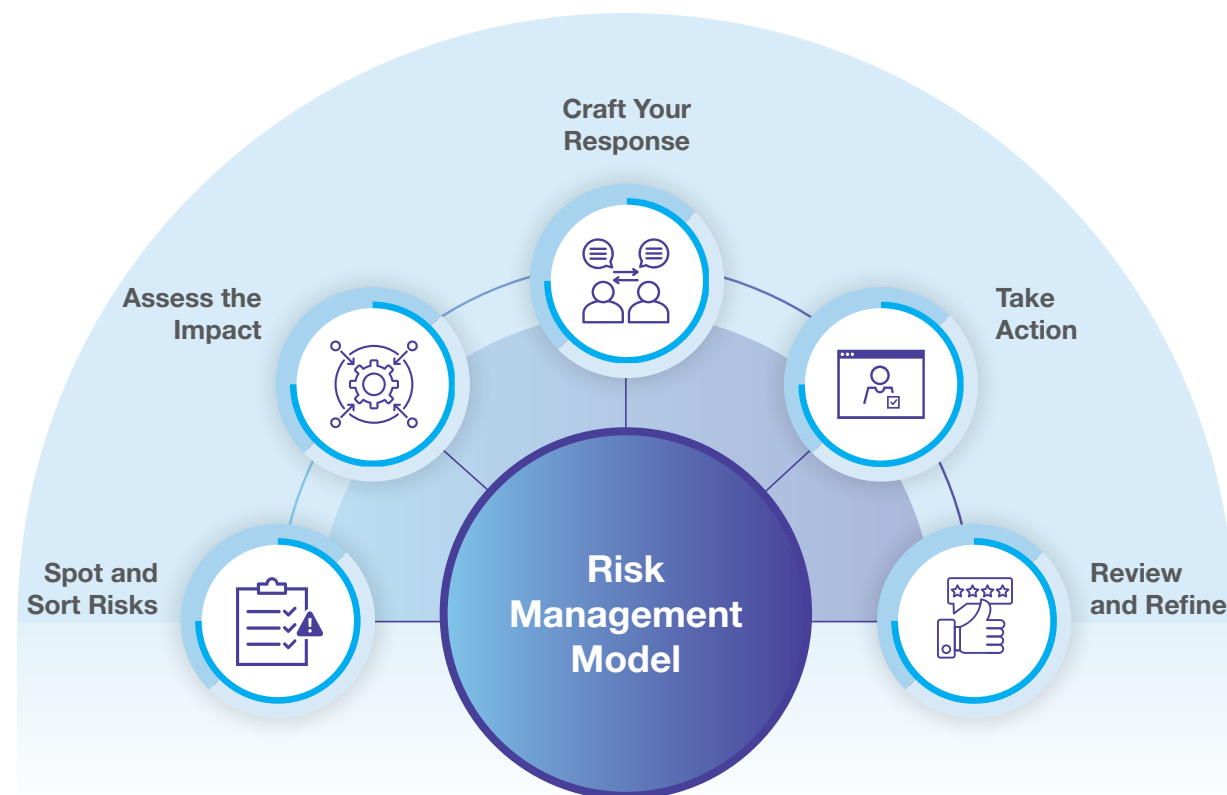 Craft Your
Response
Assess the
Impact
Take
Action
Spot and
Sort Risks
Risk
Management
Model
Review
and Refine